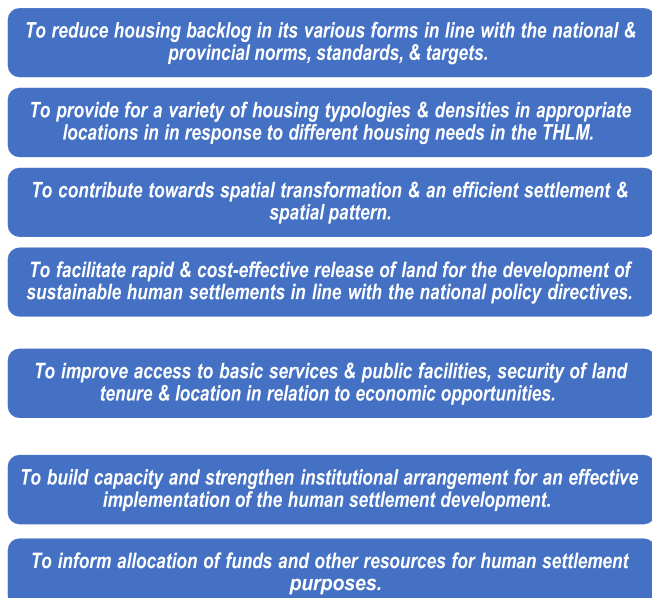 To reduce housing backlog in its various forms in line with the national &
provincial norms, standards, & targets.
To provide for a variety of housing typologies & densities in appropriate
locations in in response to different housing needs in the THLM.
To contribute towards spatial transformation & an efficient settlement &
spatial pattern.
To facilitate rapid & cost-effective release of land for the development of
sustainable human settlements in line with the national policy directives.
To improve access to basic services & public facilities, security of land
tenure & location in relation to economic opportunities.
To build capacity and strengthen institutional arrangement for an effective
implementation of the human settlement development.
To inform allocation of funds and other resources for human settlement
purposes.